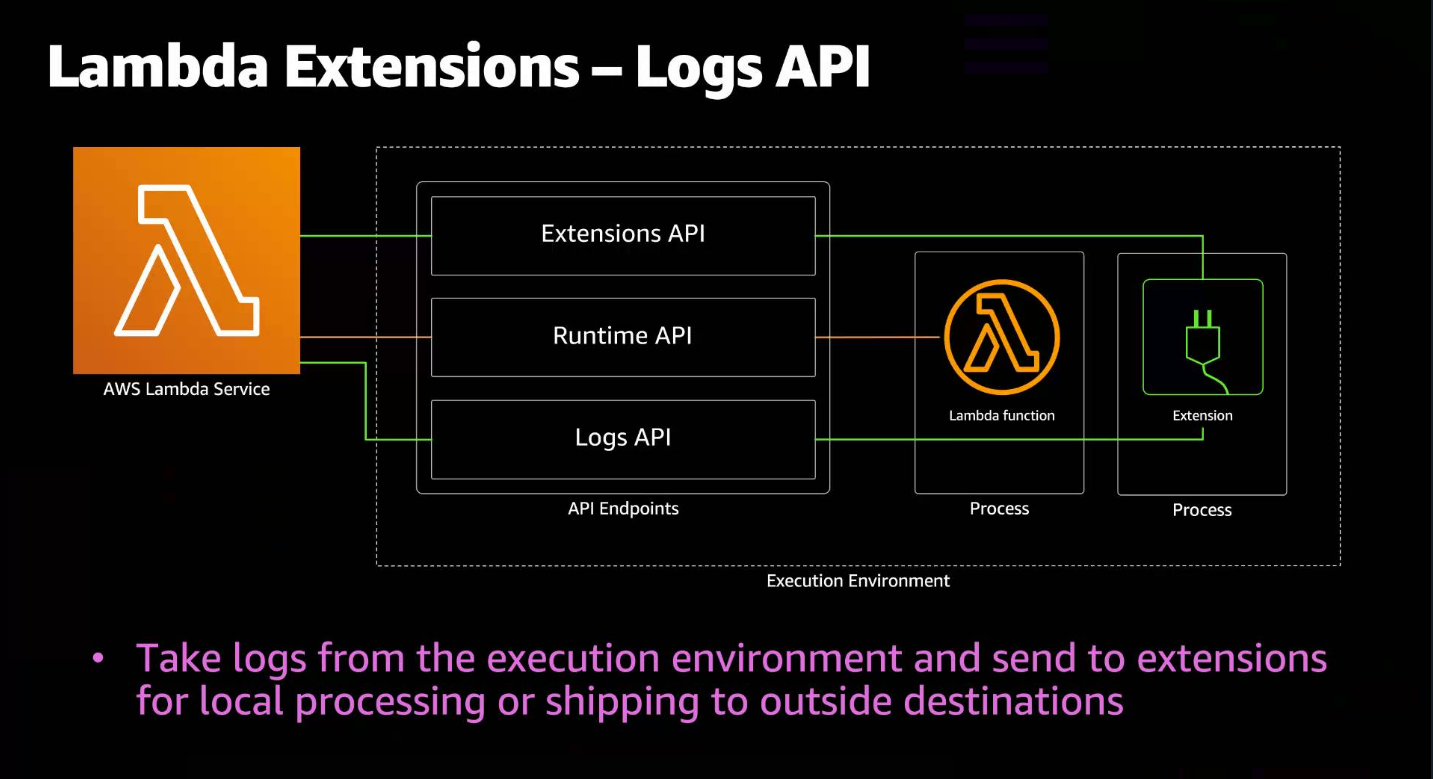 Lambda Extensions – Logs API
Extensions API
Runtime API
Logs API
AWS Lambda Service
Lambda function
Extension
API Endpoints
Process
Process
Execution Environment
• Take logs from the execution environment and send to extensions
for local processing or shipping to outside destinations